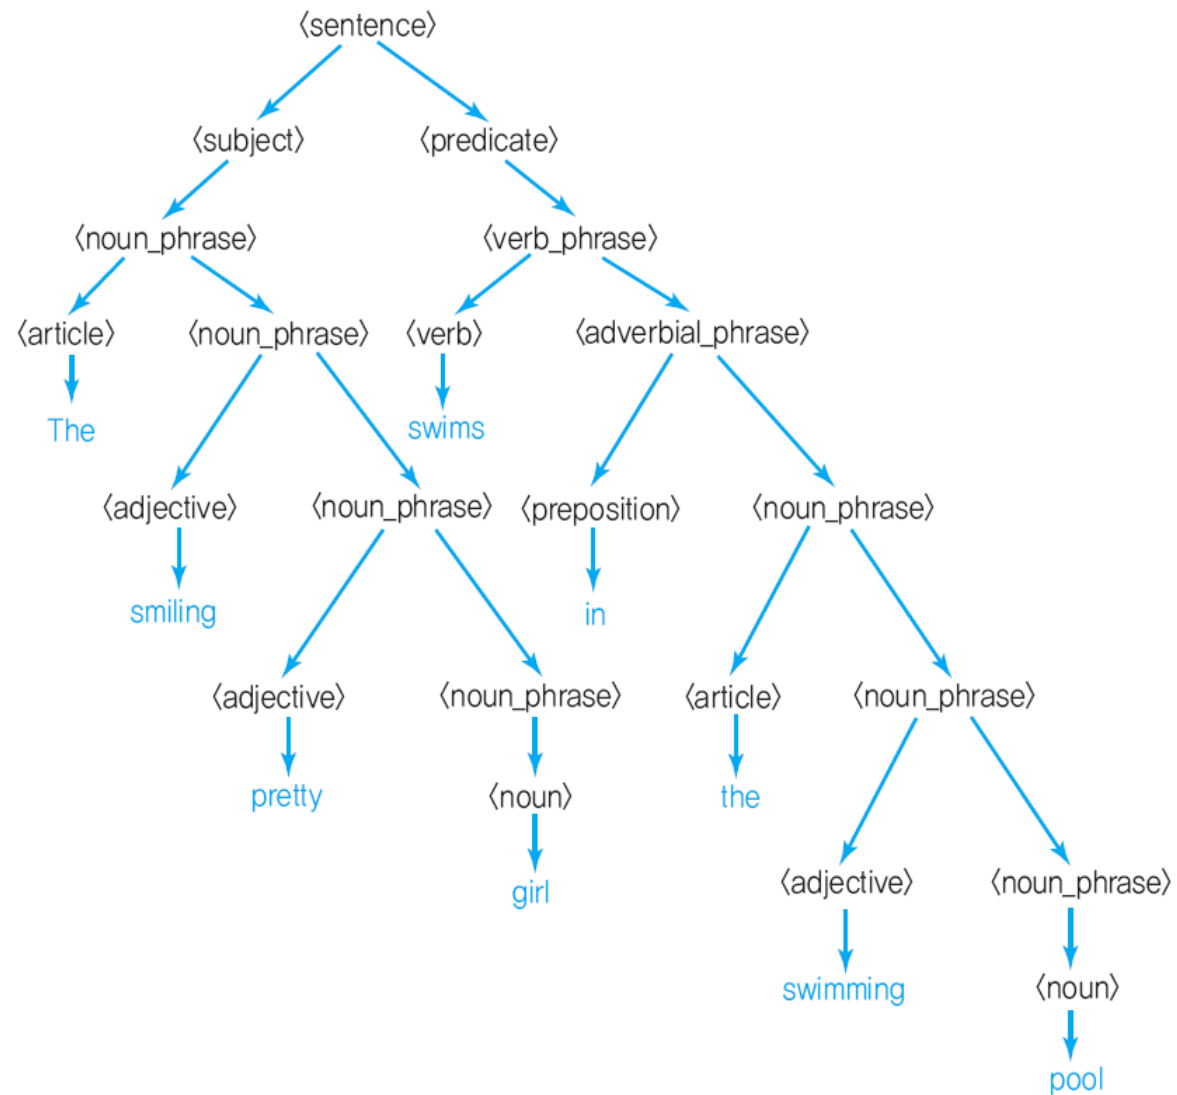 ⟨sentence⟩
⟨subject⟩ ⟨predicate⟩
⟨noun_phrase⟩ ⟨verb_phrase⟩
⟨article⟩ ⟨noun_phrase⟩ ⟨verb⟩ ⟨adverbial_phrase⟩
The swims
⟨adjective⟩ ⟨noun_phrase⟩ ⟨preposition⟩ ⟨noun_phrase⟩
smiling in
⟨adjective⟩ ⟨noun_phrase⟩ ⟨article⟩ ⟨noun_phrase⟩
pretty ⟨noun⟩ the
⟨adjective⟩ ⟨noun_phrase⟩
girl
swimming ⟨noun⟩
pool